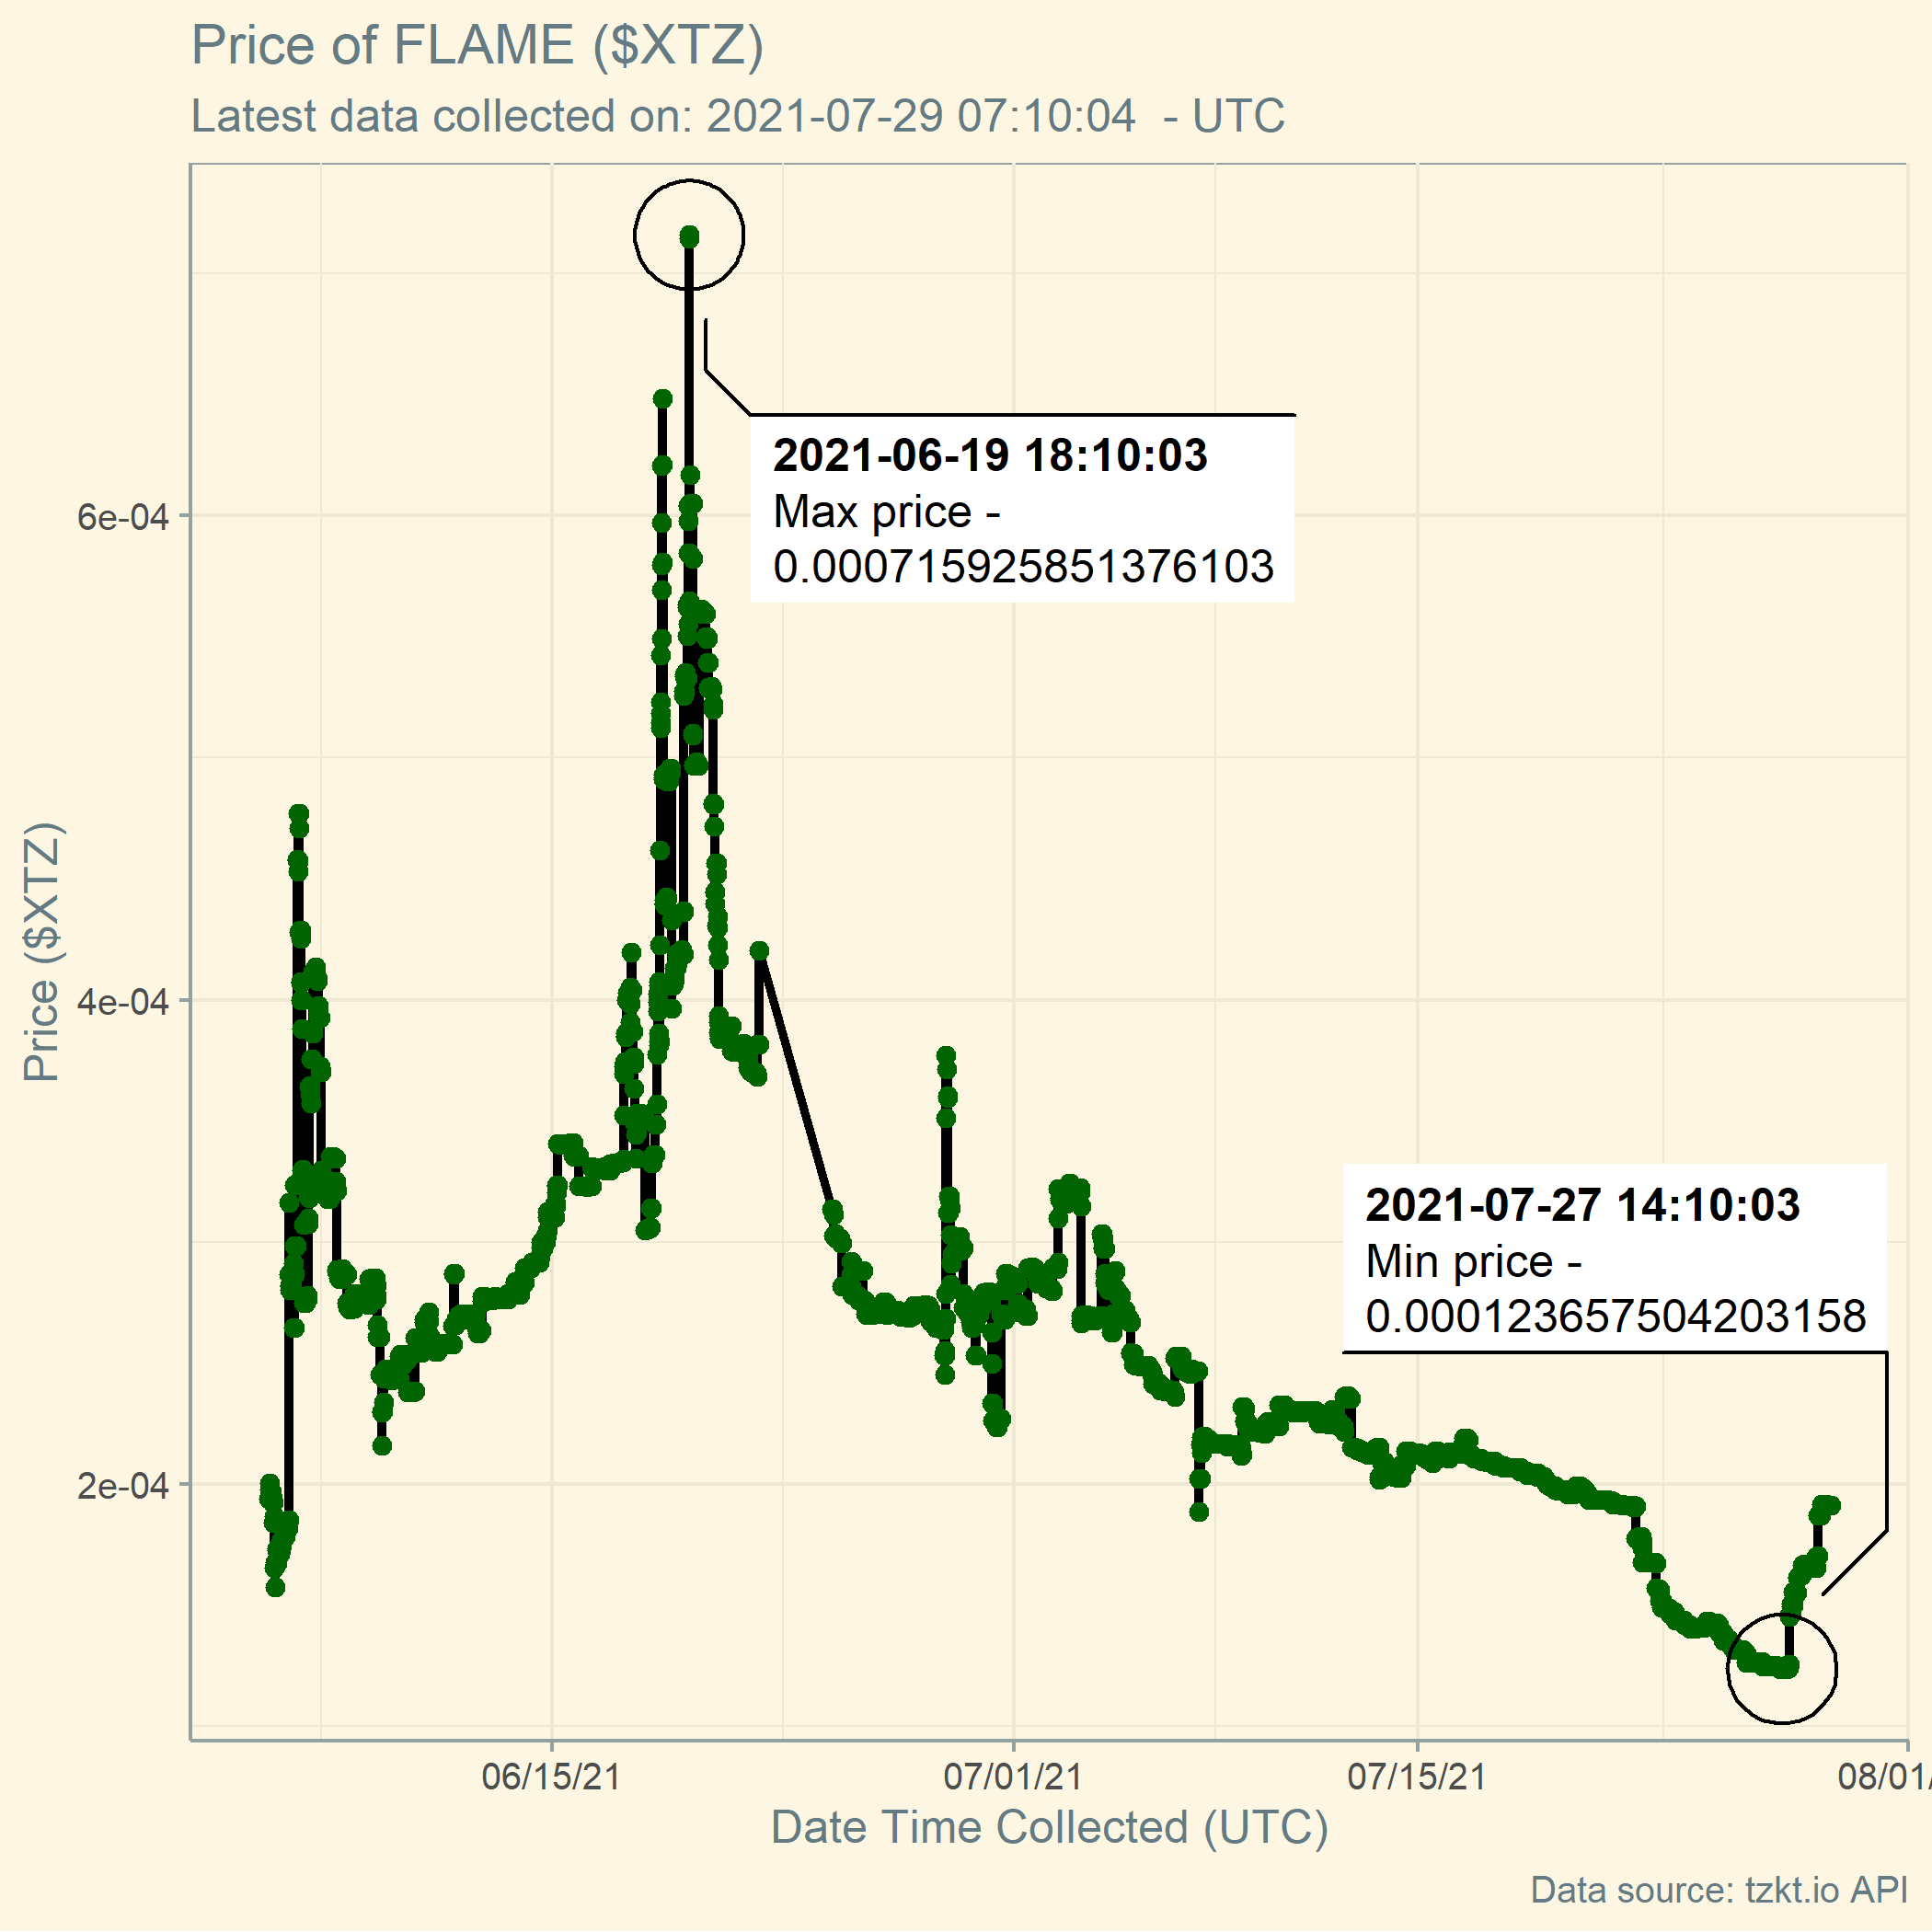 Price of FLAME ($XTZ)
Latest data collected on: 2021-07-29 07:10:04  - UTC
2021-06-19 18:10:03
Max price -
0.000715925851376103
6e-04
Price ($XTZ)
4e-04
2021-07-27 14:10:03
Min price -
0.000123657504203158
2e-04
06/15/21
07/01/21
07/15/21
08/01/
Date Time Collected (UTC)
Data source: tzkt.io API